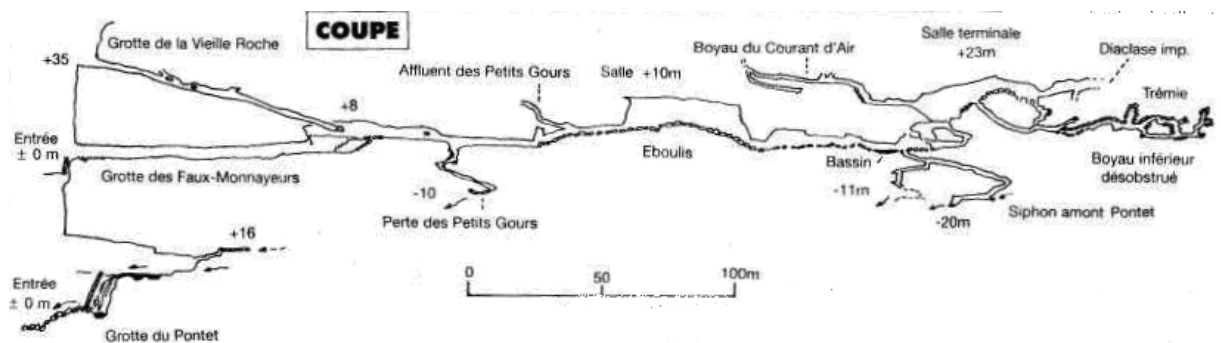 COUPE
Grotte de la Vieille Roche
+35
Affluent des Petits Gours
Salle +10m
Boyau du Courant d'Air
Salle terminale
+23m
Diaclase imp.
Trêmie
+8
Entrée
± 0 m
Grotte des Faux-Monnayeurs
-10
Perte des Petits Gours
Eboulis
Bassin
-11m
-20m
Siphon amont Pontet
Boyau inférieur
désobstrué
+16
Entrée
± 0 m
Grotte du Pontet
0
50
100m